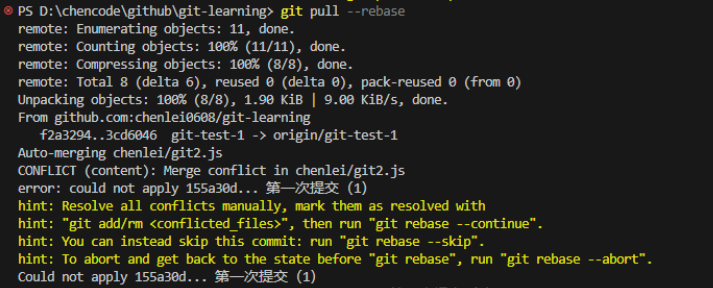 PS D:\chencode\github\git-learning> git pull --rebase
remote: Enumerating objects: 11, done.
remote: Counting objects: 100% (11/11), done.
remote: Compressing objects: 100% (8/8), done.
remote: Total 8 (delta 6), reused 0 (delta 0), pack-reused 0 (from 0)
Unpacking objects: 100% (8/8), 1.90 KiB | 9.00 KiB/s, done.
From github.com:chenlei0608/git-learning
   f2a3294..3cd6046  git-test-1 -> origin/git-test-1
Auto-merging chenlei/git2.js
CONFLICT (content): Merge conflict in chenlei/git2.js
error: could not apply 155a30d... 第一次提交 (1)
hint: Resolve all conflicts manually, mark them as resolved with
hint: "git add/rm <conflicted_files>", then run "git rebase --continue".
hint: You can instead skip this commit: run "git rebase --skip".
hint: To abort and get back to the state before "git rebase", run "git rebase --abort".
Could not apply 155a30d... 第一次提交 (1)